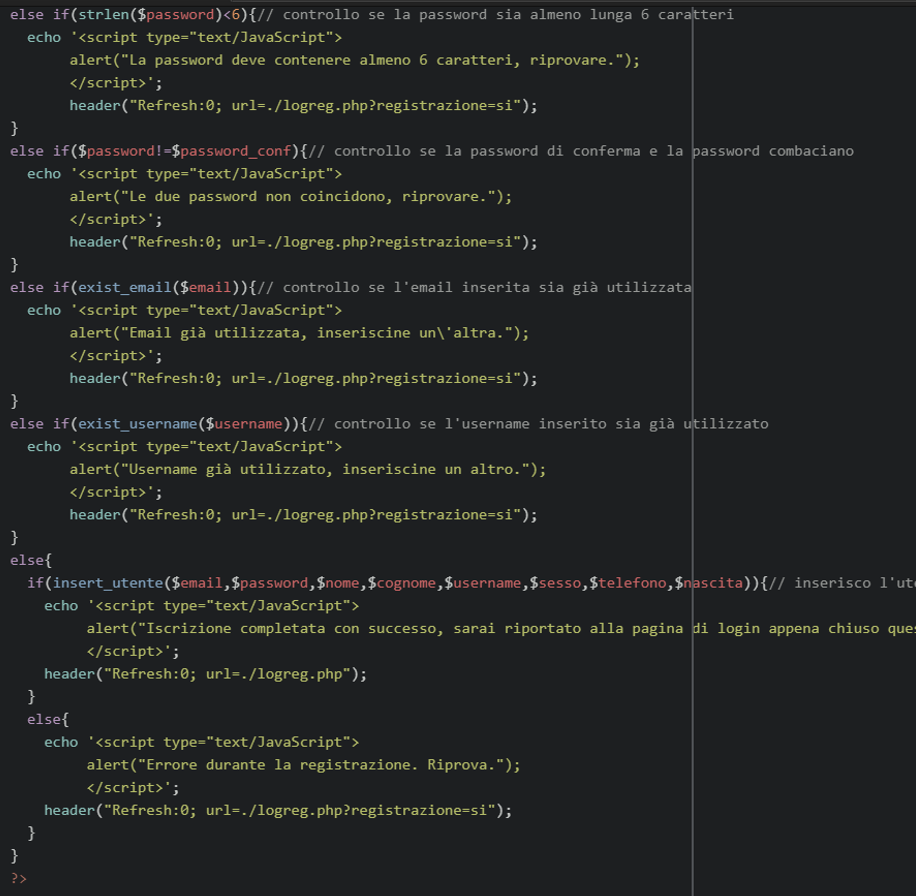 else if(strlen($password)<6){// controllo se la password sia almeno lunga 6 caratteri
echo '<script type="text/JavaScript">
alert("La password deve contenere almeno 6 caratteri, riprovare.");
</script>';
header("Refresh:0; url=./logreg.php?registrazione=si");
}
else if($password!=$password_conf){// controllo se la password di conferma e la password combaciano
echo '<script type="text/JavaScript">
alert("Le due password non coincidono, riprovare.");
</script>';
header("Refresh:0; url=./logreg.php?registrazione=si");
}
else if(exist_email($email)){// controllo se l'email inserita sia già utilizzata
echo '<script type="text/JavaScript">
alert("Email già utilizzata, inseriscine un\'altra.");
</script>';
header("Refresh:0; url=./logreg.php?registrazione=si");
}
else if(exist_username($username)){// controllo se l'username inserito sia già utilizzato
echo '<script type="text/JavaScript">
alert("Username già utilizzato, inseriscine un altro.");
</script>';
header("Refresh:0; url=./logreg.php?registrazione=si");
}
else{
if(insert_utente($email,$password,$nome,$cognome,$username,$sesso,$telefono,$nascita)){// inserisco
echo '<script type="text/JavaScript">
alert("Iscrizione completata con successo, sarai riportato alla pagina di login appena chiuso
</script>';
header("Refresh:0; url=./logreg.php");
}
else{
echo '<script type="text/JavaScript">
alert("Errore durante la registrazione. Riprova.");
</script>';
header("Refresh:0; url=./logreg.php?registrazione=si");
}
}
?>